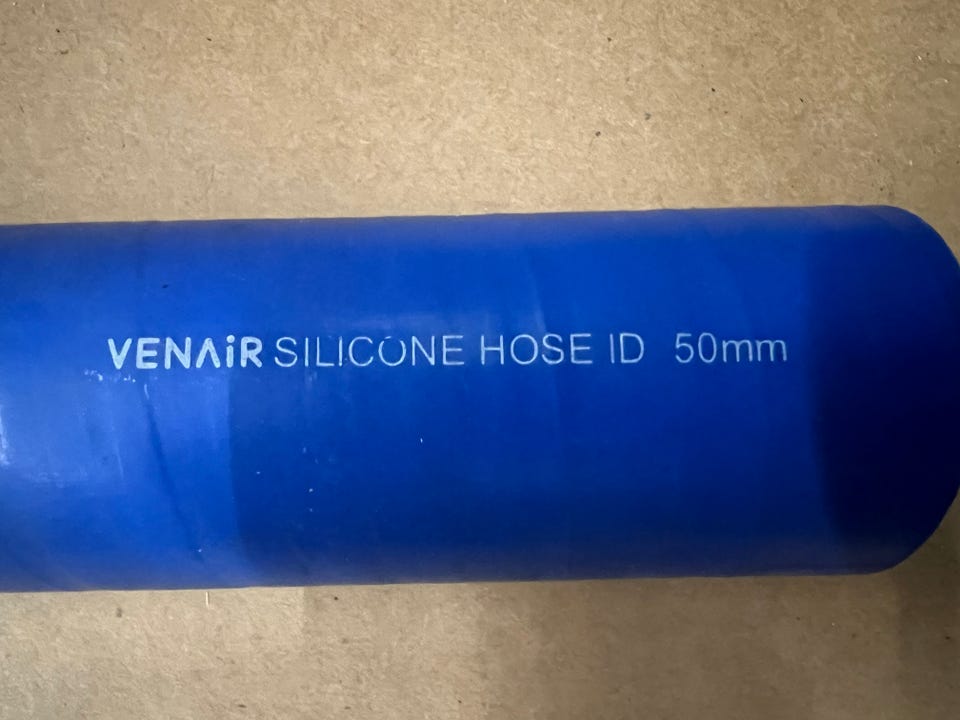 VENAiR SILICONE HOSE ID 50mm